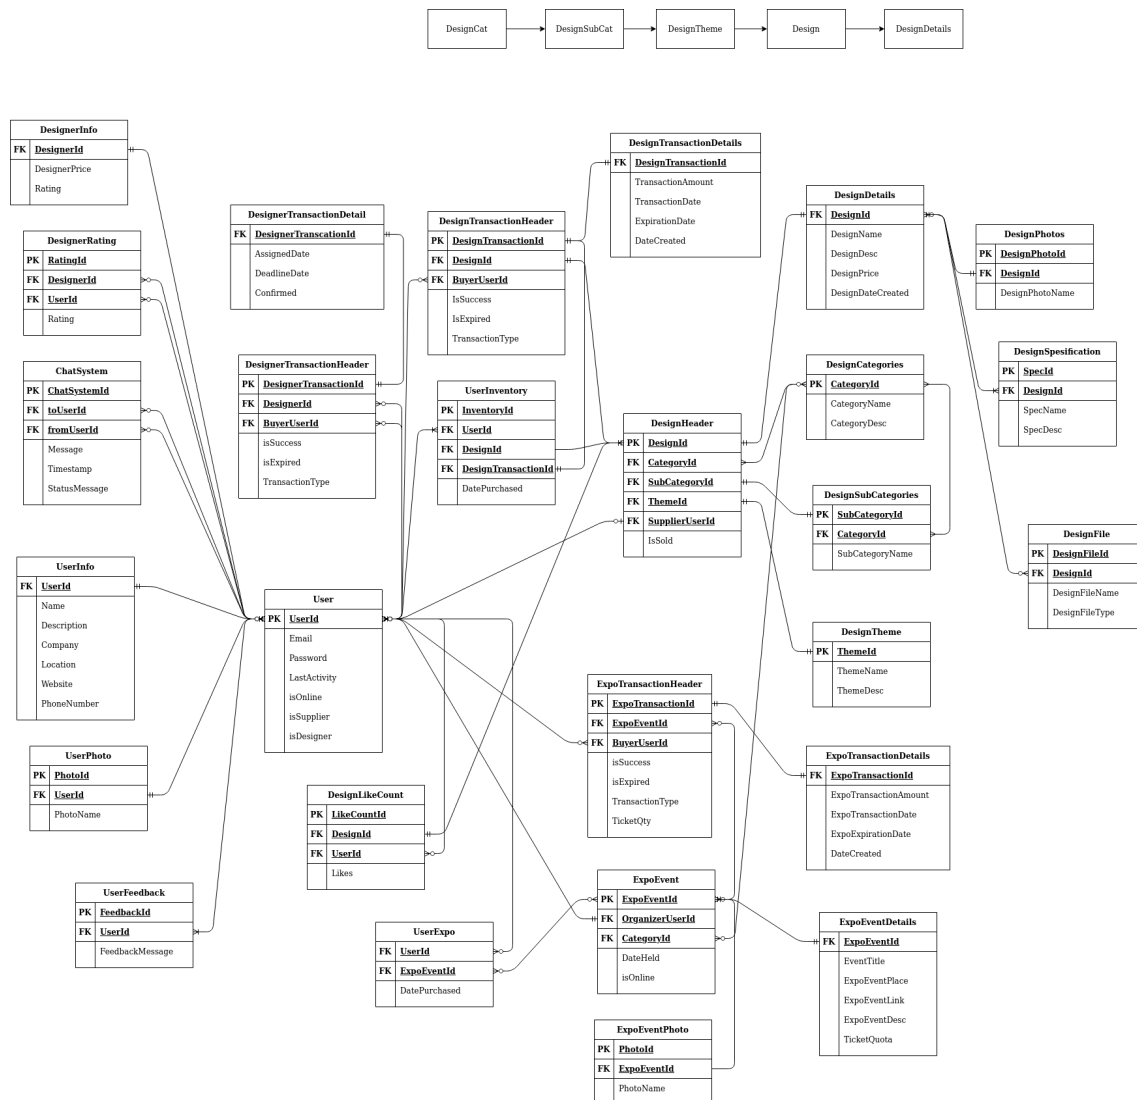 DesignCat
DesignSubCat
DesignTheme
Design
DesignDetails
DesignerInfo
FK DesignerId
DesignerPrice
Rating
DesignerRating
PK RatingId
FK DesignerId
FK UserId
Rating
ChatSystem
PK ChatSystemId
FK toUserId
FK fromUserId
Message
Timestamp
StatusMessage
UserInfo
FK UserId
Name
Description
Company
Location
Website
PhoneNumber
UserPhoto
PK PhotoId
FK UserId
PhotoName
UserFeedback
PK FeedbackId
FK UserId
FeedbackMessage
DesignerTransactionDetail
FK DesignerTranscationId
AssignedDate
DeadlineDate
Confirmed
DesignerTransactionHeader
PK DesignerTransactionId
FK DesignerId
FK BuyerUserId
isSuccess
isExpired
TransactionType
User
PK UserId
Email
Password
LastActivity
isOnline
isSupplier
isDesigner
DesignLikeCount
PK LikeCountId
FK DesignId
FK UserId
Likes
UserExpo
FK UserId
FK ExpoEventId
DatePurchased
DesignTransactionHeader
PK DesignTransactionId
FK DesignId
FK BuyerUserId
IsSuccess
IsExpired
TransactionType
UserInventory
PK InventoryId
FK UserId
FK DesignId
FK DesignTransactionId
DatePurchased
DesignTransactionDetails
FK DesignTransactionId
TransactionAmount
TransactionDate
ExpirationDate
DateCreated
DesignHeader
PK DesignId
FK CategoryId
FK SubCategoryId
FK ThemeId
FK SupplierUserId
IsSold
ExpoTransactionHeader
PK ExpoTransactionId
FK ExpoEventId
FK BuyerUserId
isSuccess
isExpired
TransactionType
TicketQty
ExpoEvent
PK ExpoEventId
FK OrganizerUserId
FK CategoryId
DateHeld
isOnline
ExpoEventPhoto
PK PhotoId
FK ExpoEventId
PhotoName
DesignDetails
FK DesignId
DesignName
DesignDesc
DesignPrice
DesignDateCreated
DesignCategories
PK CategoryId
CategoryName
CategoryDesc
DesignSubCategories
PK SubCategoryId
FK CategoryId
SubCategoryName
DesignTheme
PK ThemeId
ThemeName
ThemeDesc
ExpoTransactionDetails
FK ExpoTransactionId
ExpoTransactionAmount
ExpoTransactionDate
ExpoExpirationDate
DateCreated
ExpoEventDetails
FK ExpoEventId
EventTitle
ExpoEventPlace
ExpoEventLink
ExpoEventDesc
TicketQuota
DesignPhotos
PK DesignPhotoId
FK DesignId
DesignPhotoName
DesignSpesification
PK SpecId
FK DesignId
SpecName
SpecDesc
DesignFile
PK DesignFileId
FK DesignId
DesignFileName
DesignFileType